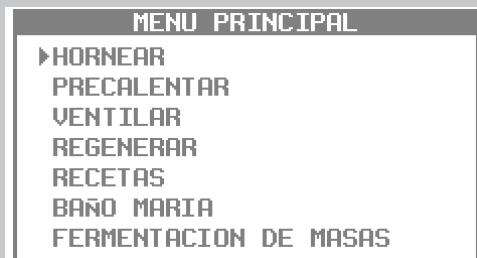 MENU PRINCIPAL
HORNEAR
PRECALENTAR
VENTILAR
REGENERAR
RECETAS
BAÑO MARIA
FERMENTACION DE MASAS